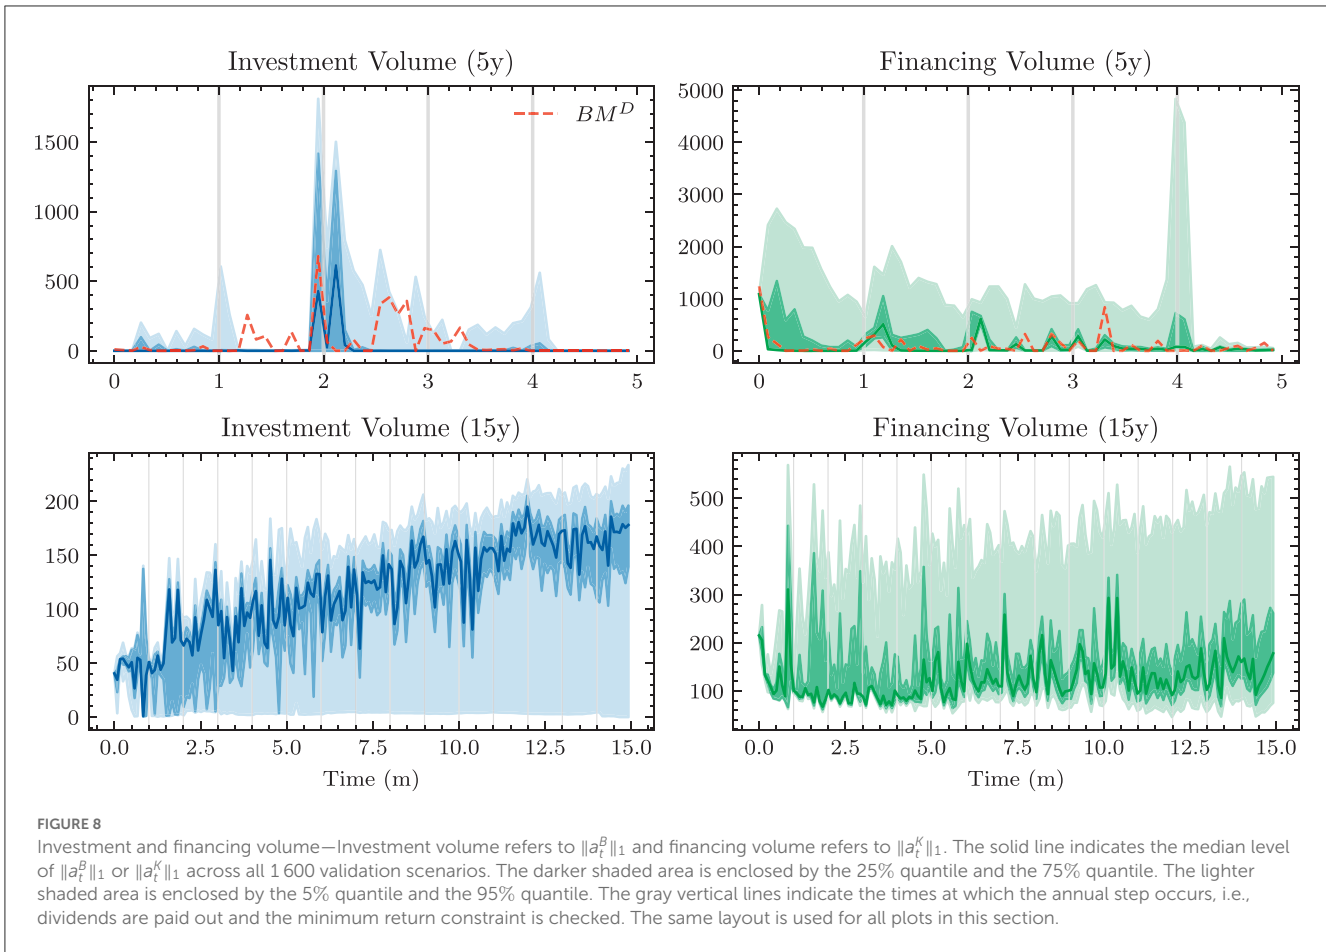 Investment Volume (5y)
Financing Volume (5y)
BM^D
1500
1000
500
0
0 1 2 3 4 5
5000
4000
3000
2000
1000
0
0 1 2 3 4 5
Investment Volume (15y)
Financing Volume (15y)
200
150
100
50
0
0.0 2.5 5.0 7.5 10.0 12.5 15.0
Time (m)
500
400
300
200
100
0.0 2.5 5.0 7.5 10.0 12.5 15.0
Time (m)
FIGURE 8
Investment and financing volume—Investment volume refers to ‖a_t^B‖₁ and financing volume refers to ‖a_t^K‖₁. The solid line indicates the median level
of ‖a_t^B‖₁ or ‖a_t^K‖₁ across all 1 600 validation scenarios. The darker shaded area is enclosed by the 25% quantile and the 75% quantile. The lighter
shaded area is enclosed by the 5% quantile and the 95% quantile. The gray vertical lines indicate the times at which the annual step occurs, i.e.,
dividends are paid out and the minimum return constraint is checked. The same layout is used for all plots in this section.